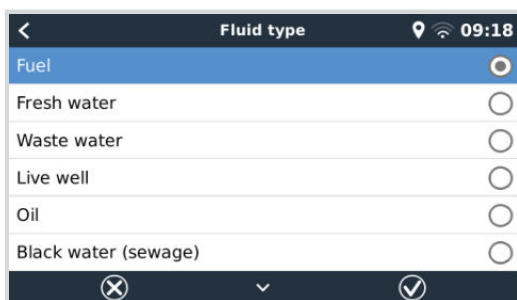 Fluid type 09:18
Fuel
Fresh water
Waste water
Live well
Oil
Black water (sewage)